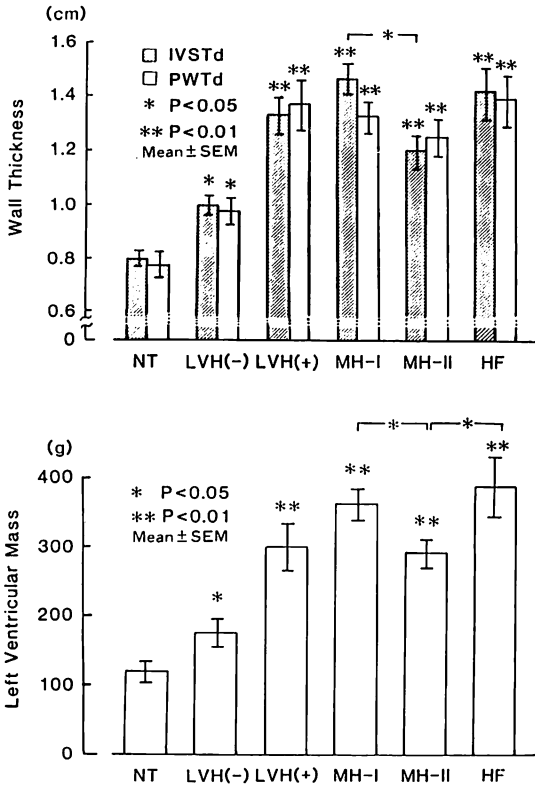 (cm)
1.6
1.4
1.2
1.0
0.8
0.6
0
Wall Thickness
IVSTd
PWTd
* P<0.05
** P<0.01
Mean±SEM
* * ** ** ** ** ** ** ** **
*
NT LVH(-) LVH(+) MH-I MH-II HF
(g)
400
300
200
100
0
Left Ventricular Mass
* P<0.05
** P<0.01
Mean±SEM
* ** ** ** **
* *
NT LVH(-) LVH(+) MH-I MH-II HF